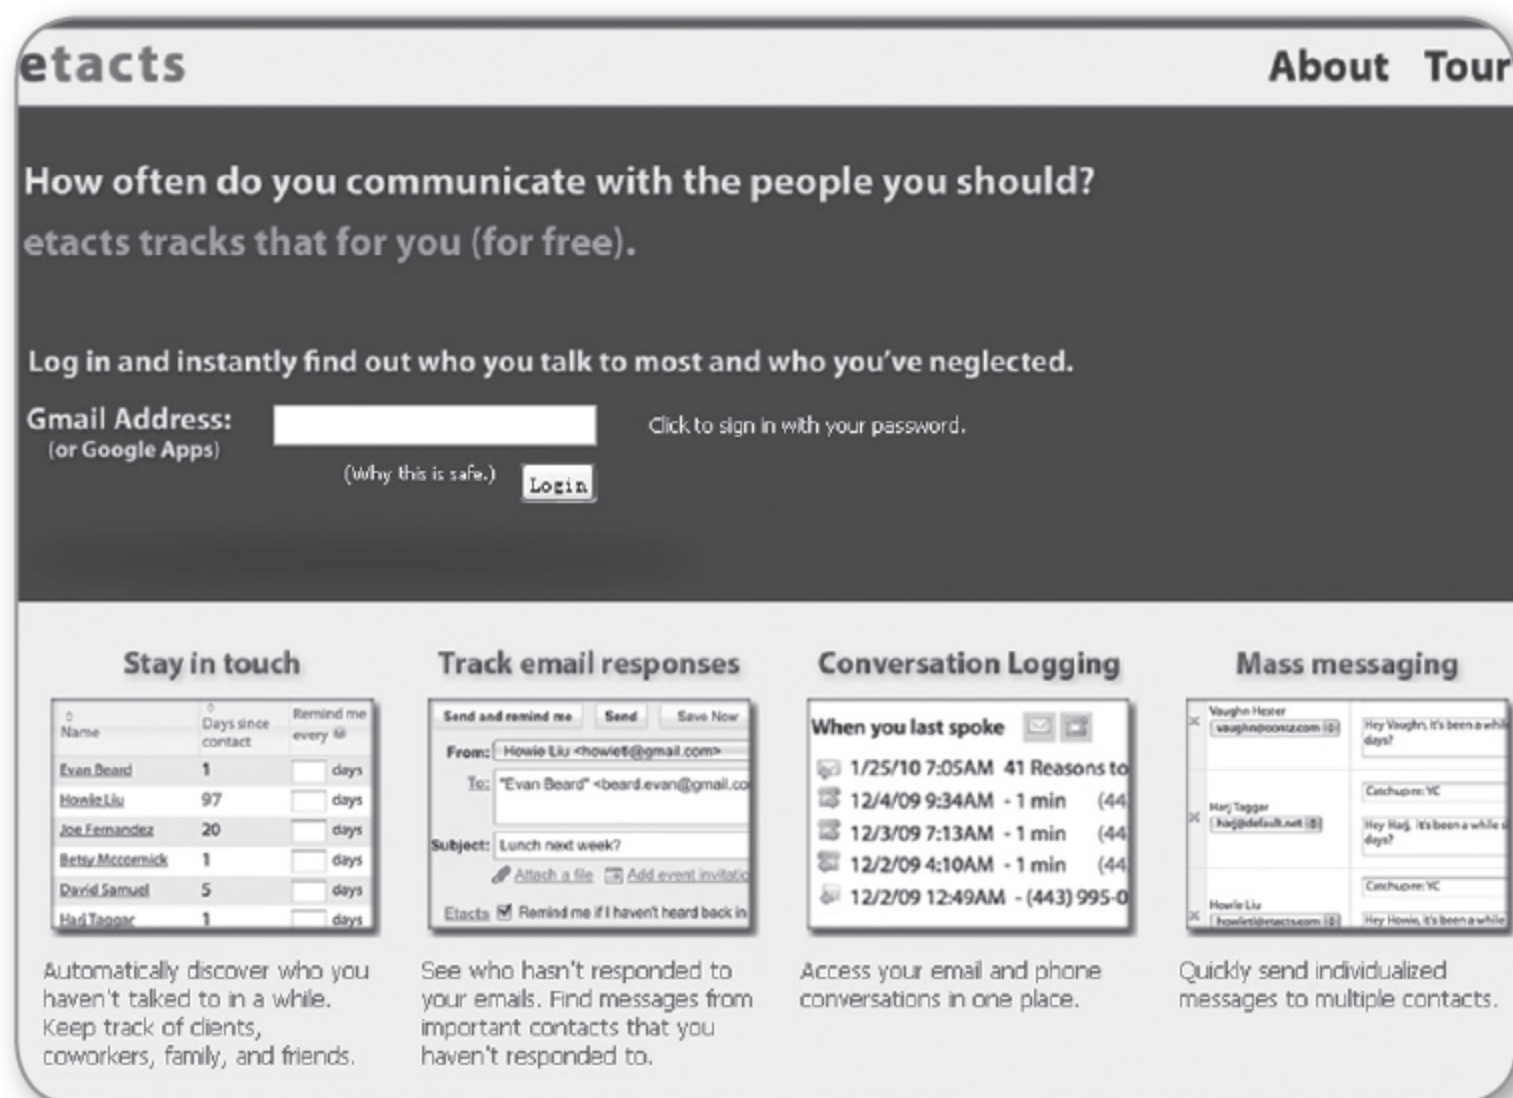 etacts
About Tour
How often do you communicate with the people you should?
etacts tracks that for you (for free).
Log in and instantly find out who you talk to most and who you've neglected.
Gmail Address:
(or Google Apps)
Click to sign in with your password.
(Why this is safe.)
Login
Stay in touch
Name
Days since
contact
Remind me
every
Evan Beard 1 days
Howie Liu 97 days
Joe Fernandez 20 days
Betsy Mccormick 1 days
David Samuel 5 days
Harj Taggar 1 days
Automatically discover who you
haven't talked to in a while.
Keep track of clients,
coworkers, family, and friends.
Track email responses
Send and remind me Send Save Now
From: Howie Liu <howietl@gmail.com>
To: "Evan Beard" <beard.evan@gmail.co
Subject: Lunch next week?
Attach a file Add event invitatio
Etacts Remind me if I haven't heard back in
See who hasn't responded to
your emails. Find messages from
important contacts that you
haven't responded to.
Conversation Logging
When you last spoke
1/25/10 7:05AM 41 Reasons to
12/4/09 9:34AM - 1 min (44
12/3/09 7:13AM - 1 min (44
12/2/09 4:10AM - 1 min (44
12/2/09 12:49AM - (443) 995-0
Access your email and phone
conversations in one place.
Mass messaging
Vaughn Hester
vaughn@oontz.com
Hey Vaughn, it's been a while
days?
Harj Taggar
harj@default.net
Catchup re: YC
Hey Harj, it's been a while si
days?
Howie Liu
howietl@etacts.com
Catchup re: YC
Hey Howie, it's been a while
Quickly send individualized
messages to multiple contacts.